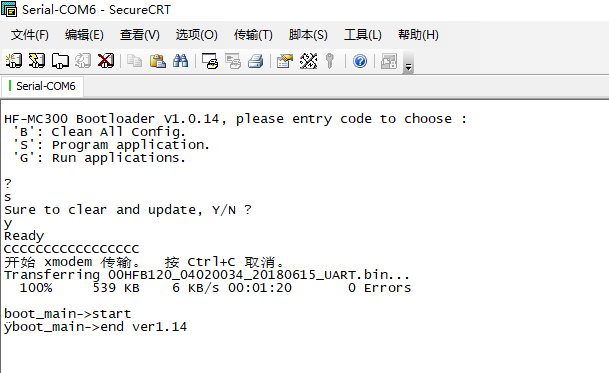 Serial-COM6 - SecureCRT
文件(F) 编辑(E) 查看(V) 选项(O) 传输(T) 脚本(S) 工具(L) 帮助(H)
Serial-COM6
HF-MC300 Bootloader V1.0.14, please entry code to choose :
'B': Clean All Config.
'S': Program application.
'G': Run applications.
?
s
Sure to clear and update, Y/N ?
y
Ready
CCCCCCCCCCCCCCCCC
开始 xmodem 传输。 按 Ctrl+C 取消。
Transferring 00HFB120_04020034_20180615_UART.bin...
100% 539 KB 6 KB/s 00:01:20 0 Errors
boot_main->start
ÿboot_main->end ver1.14